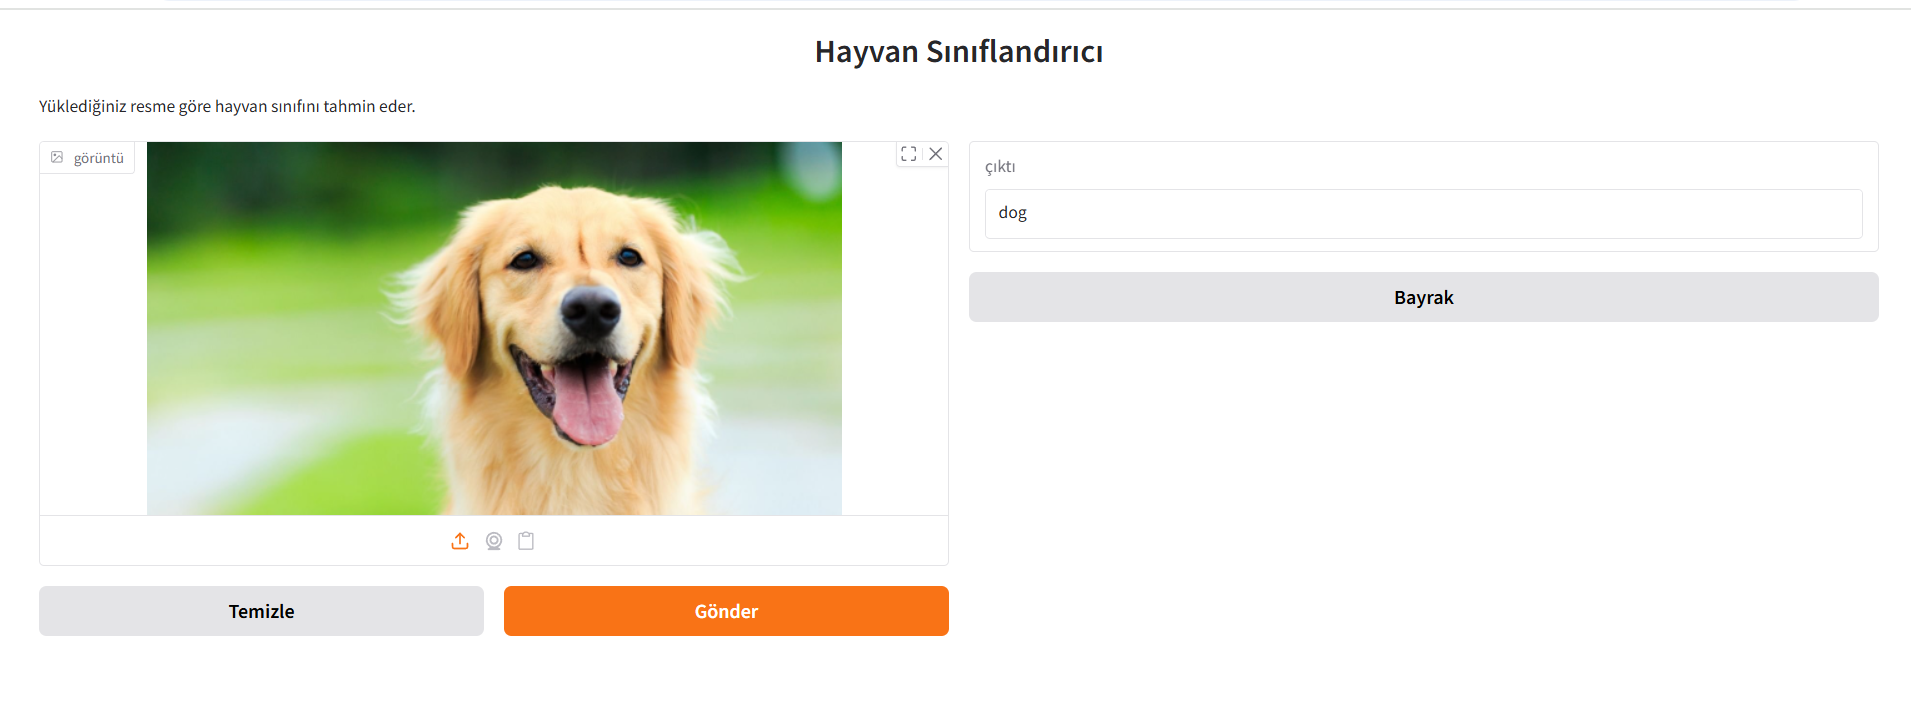 Hayvan Sınıflandırıcı
Yüklediğiniz resme göre hayvan sınıfını tahmin eder.
görüntü
çıktı
dog
Bayrak
Temizle
Gönder